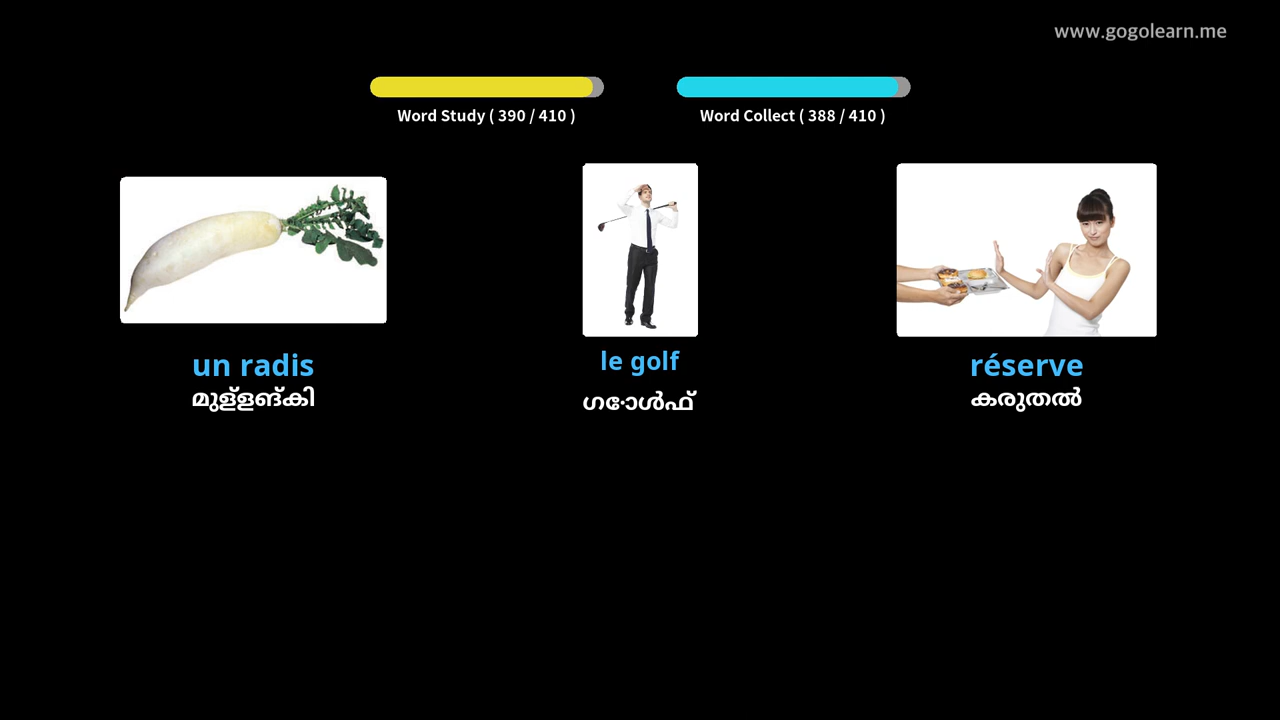 www.gogolearn.me
Word Study ( 390 / 410 )
Word Collect ( 388 / 410 )
un radis
മുള്ളങ്കി
le golf
ഗോൾഫ്
réserve
കരുതൽ